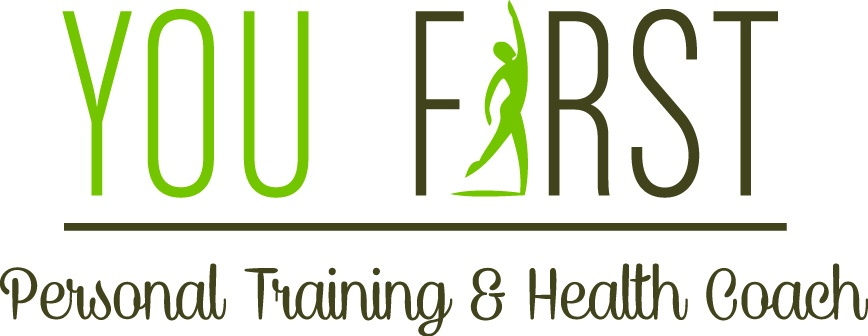 YOU FIRST
Personal Training & Health Coach